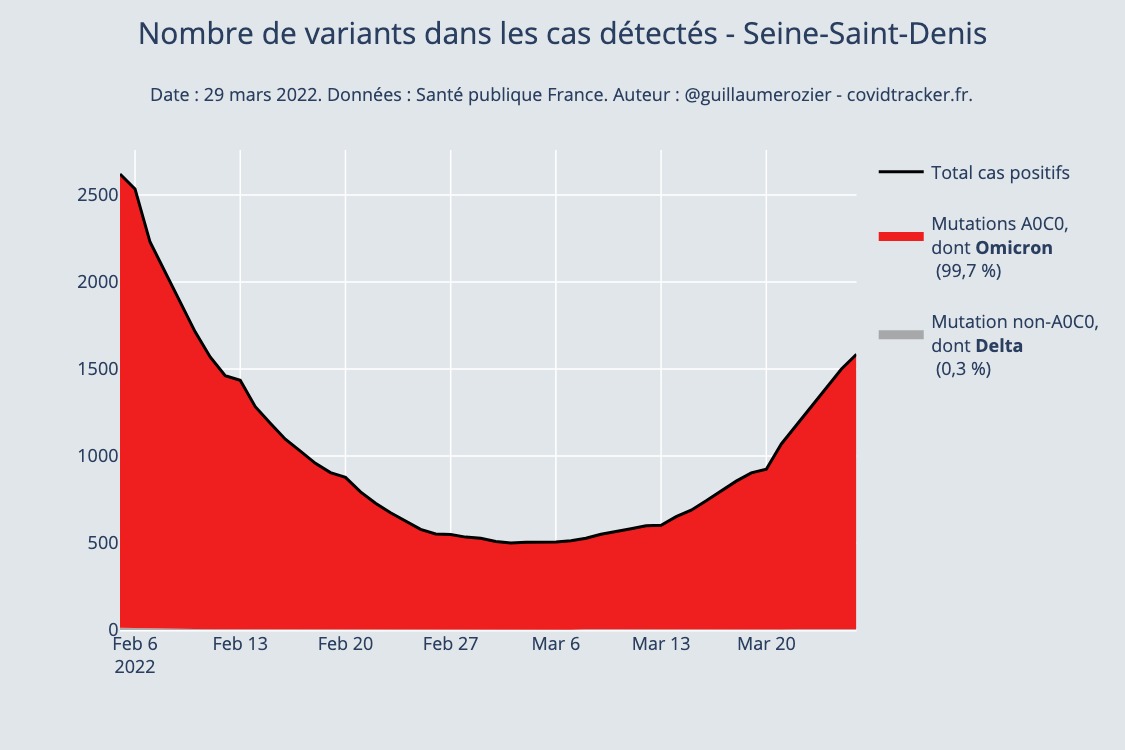 Nombre de variants dans les cas détectés - Seine-Saint-Denis
Date : 29 mars 2022. Données : Santé publique France. Auteur : @guillaumerozier - covidtracker.fr.
2500
2000
1500
1000
500
0
Feb 6
2022
Feb 13
Feb 20
Feb 27
Mar 6
Mar 13
Mar 20
Total cas positifs
Mutations A0C0,
dont Omicron
(99,7 %)
Mutation non-A0C0,
dont Delta
(0,3 %)